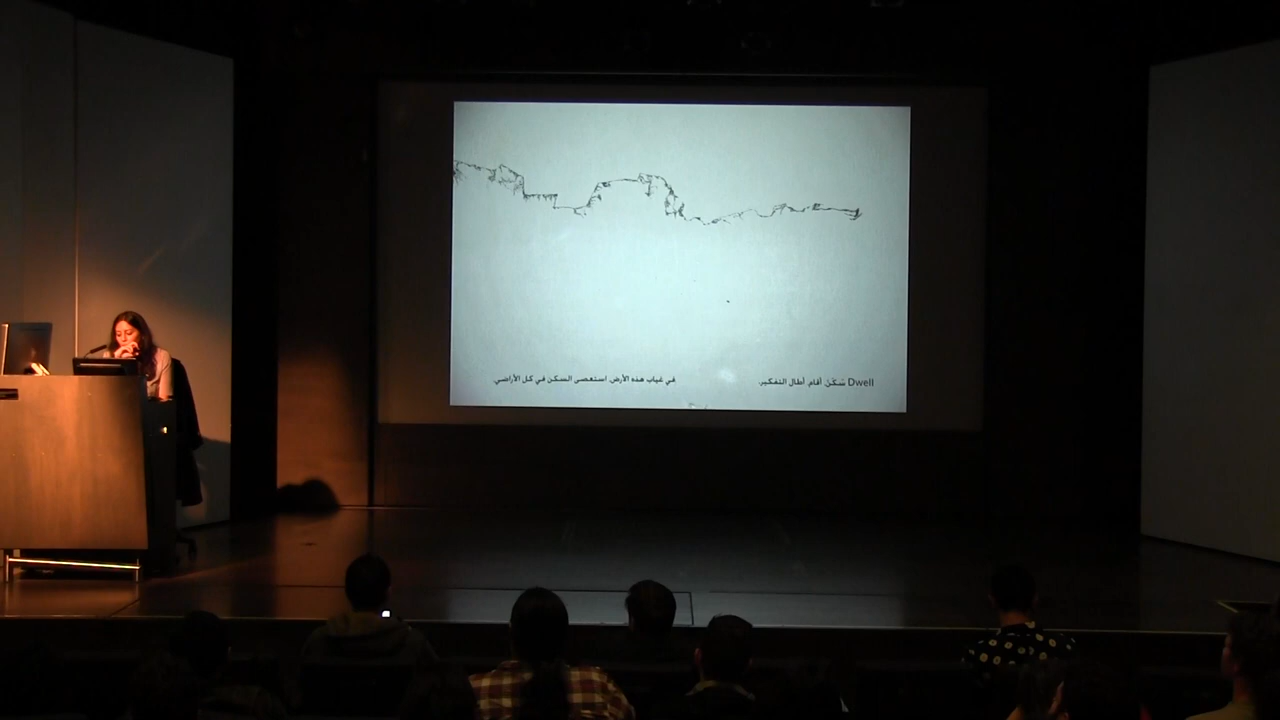 Dwell سَكَنَ. أقام. أطال التفكير.
في غياب هذه الأرض، استعصى السكن في كل الأراضي.